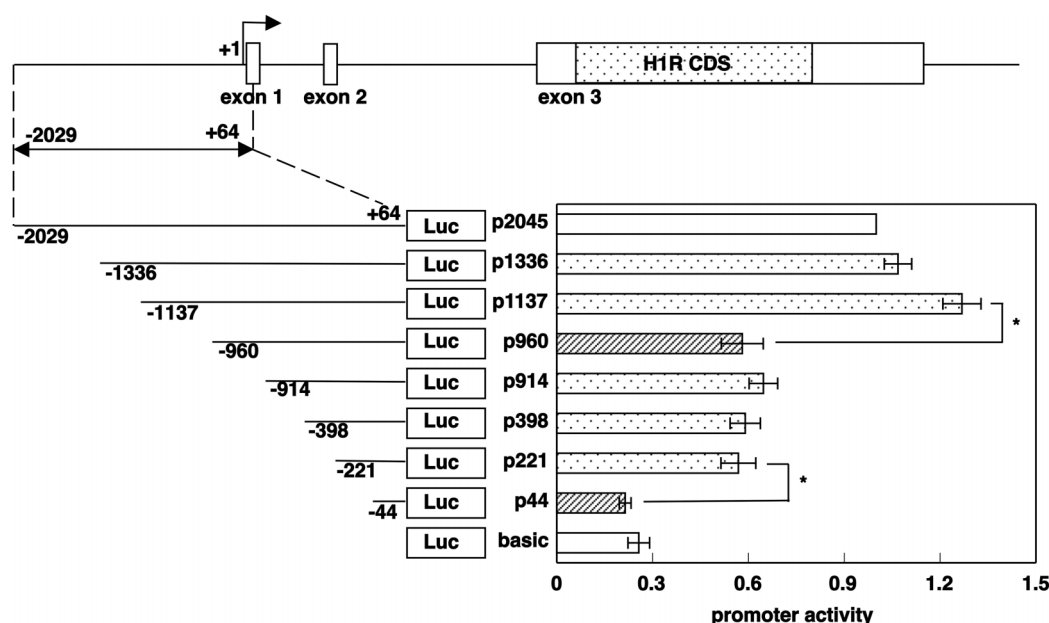 +1
H1R CDS
exon 1
exon 2
exon 3
-2029
+64
+64
Luc
p2045
-2029
Luc
p1336
-1336
Luc
p1137
-1137
*
Luc
p960
-960
Luc
p914
-914
Luc
p398
-398
Luc
p221
-221
*
Luc
p44
-44
Luc
basic
0
0.3
0.6
0.9
1.2
1.5
promoter activity